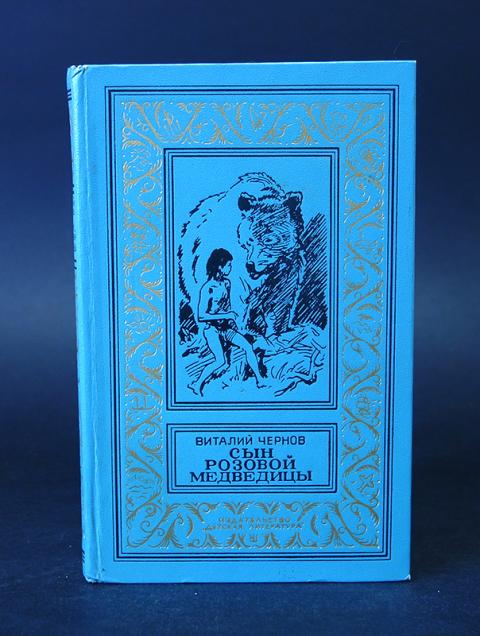 ВИТАЛИЙ ЧЕРНОВ
СЫН
РОЗОВОЙ
МЕДВЕДИЦЫ
ИЗДАТЕЛЬСТВО
„ДЕТСКАЯ ЛИТЕРАТУРА“